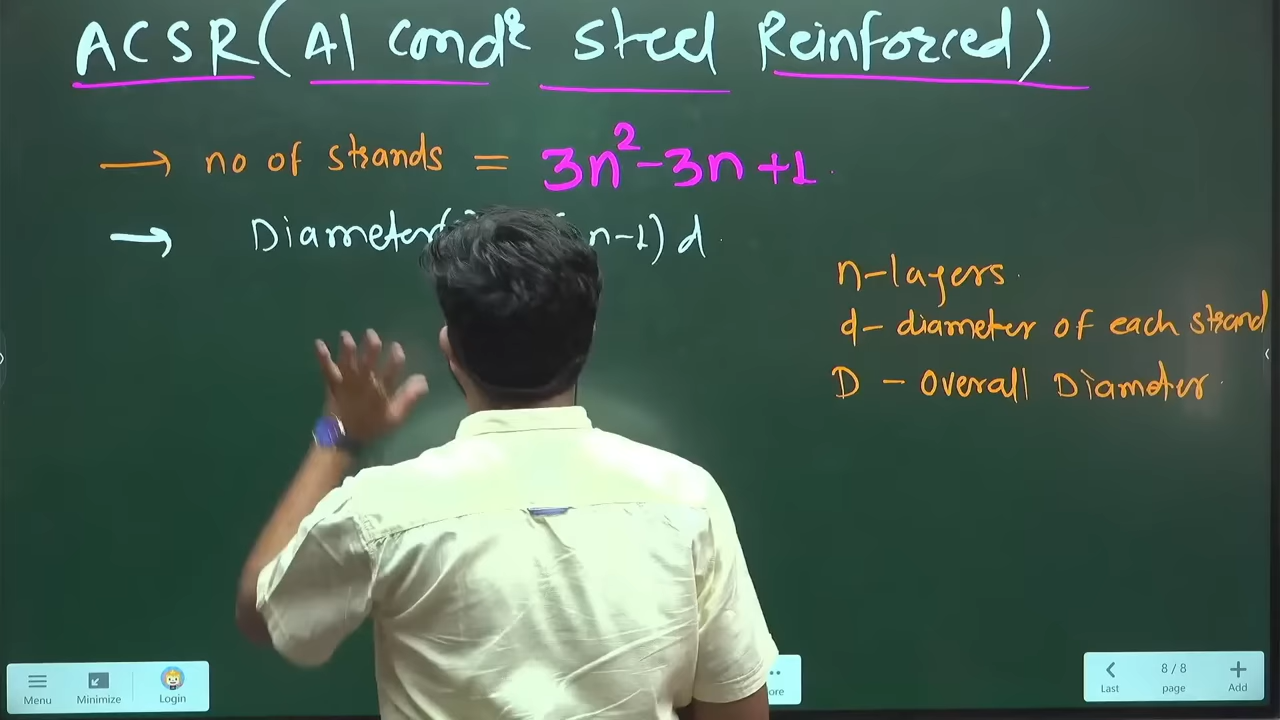 ACSR (Al condr steel Reinforced).
→ no of strands = 3n²-3n+1.
→ Diameter( n-1) d.
n-layers.
d- diameter of each strand
D - Overall Diameter.
Menu
Minimize
Login
Last
8 / 8
page
Add